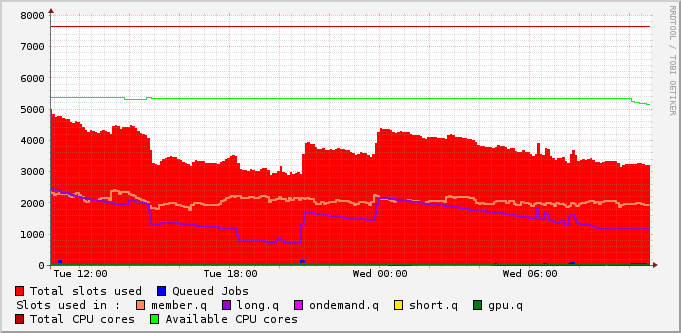 RRDTOOL / TOBI OETIKER
8000
7000
6000
5000
4000
3000
2000
1000
0
Tue 12:00 Tue 18:00 Wed 00:00 Wed 06:00
Total slots used Queued Jobs
Slots used in : member.q long.q ondemand.q short.q gpu.q
Total CPU cores Available CPU cores